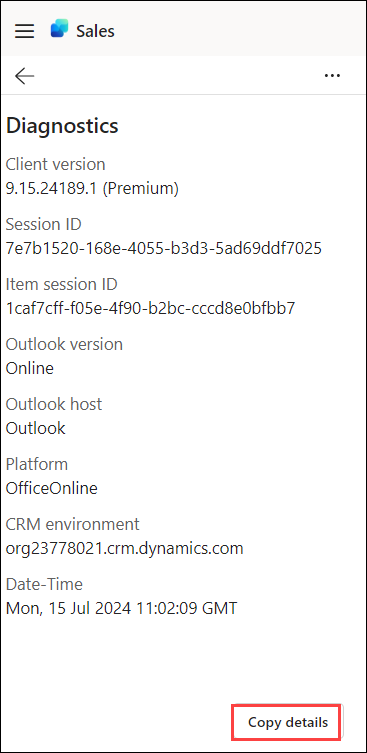 Sales
Diagnostics
Client version
9.15.24189.1 (Premium)
Session ID
7e7b1520-168e-4055-b3d3-5ad69ddf7025
Item session ID
1caf7cff-f05e-4f90-b2bc-cccd8e0bfbb7
Outlook version
Online
Outlook host
Outlook
Platform
OfficeOnline
CRM environment
org23778021.crm.dynamics.com
Date-Time
Mon, 15 Jul 2024 11:02:09 GMT
Copy details